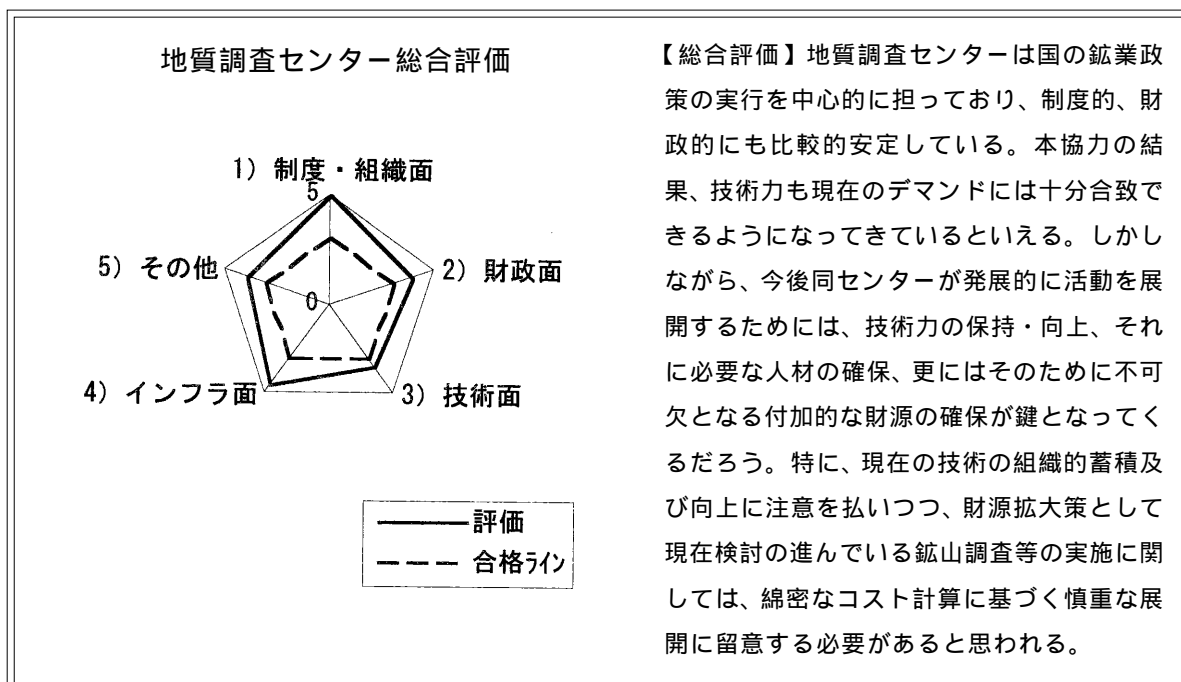 地質調査センター総合評価
1) 制度・組織面
5
5) その他
2) 財政面
0
4) インフラ面
3) 技術面
評価
合格ライン
【総合評価】地質調査センターは国の鉱業政
策の実行を中心的に担っており、制度的、財
政的にも比較的安定している。本協力の結
果、技術力も現在のデマンドには十分合致で
きるようになってきているといえる。しかし
ながら、今後同センターが発展的に活動を展
開するためには、技術力の保持・向上、それ
に必要な人材の確保、更にはそのために不可
欠となる付加的な財源の確保が鍵となってく
るだろう。特に、現在の技術の組織的蓄積及
び向上に注意を払いつつ、財源拡大策として
現在検討の進んでいる鉱山調査等の実施に関
しては、綿密なコスト計算に基づく慎重な展
開に留意する必要があると思われる。